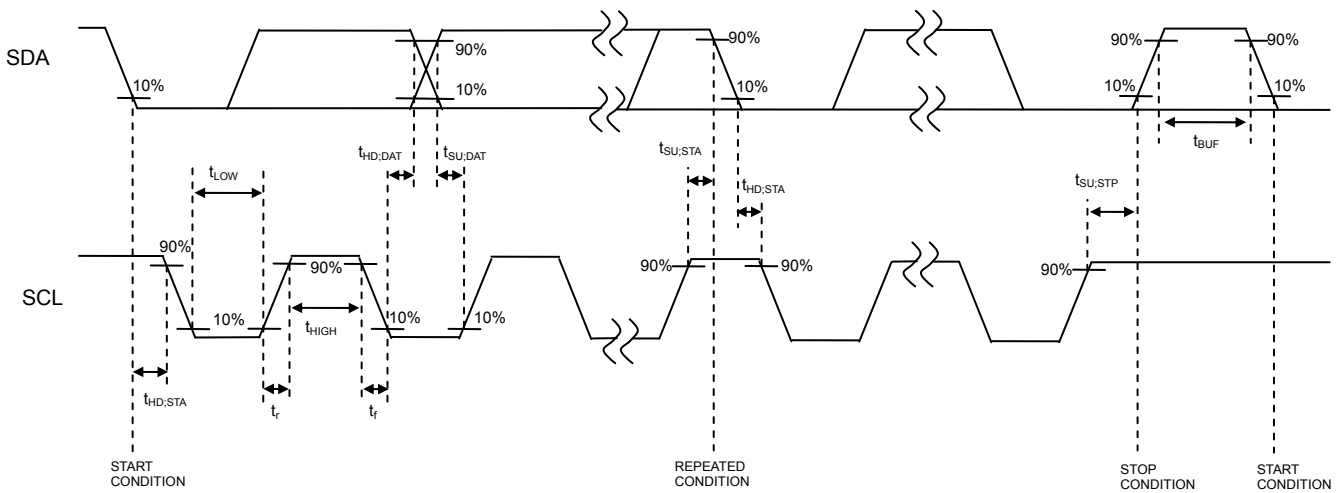 SDA
10%
90%
10%
90%
10%
90%
10%
90%
10%
tHD;DAT
tSU;DAT
tLOW
tSU;STA
tHD;STA
tBUF
tSU;STP
SCL
90%
10%
90%
tHIGH
10%
10%
90%
90%
90%
tHD;STA
tr
tf
START
CONDITION
REPEATED
CONDITION
STOP
CONDITION
START
CONDITION